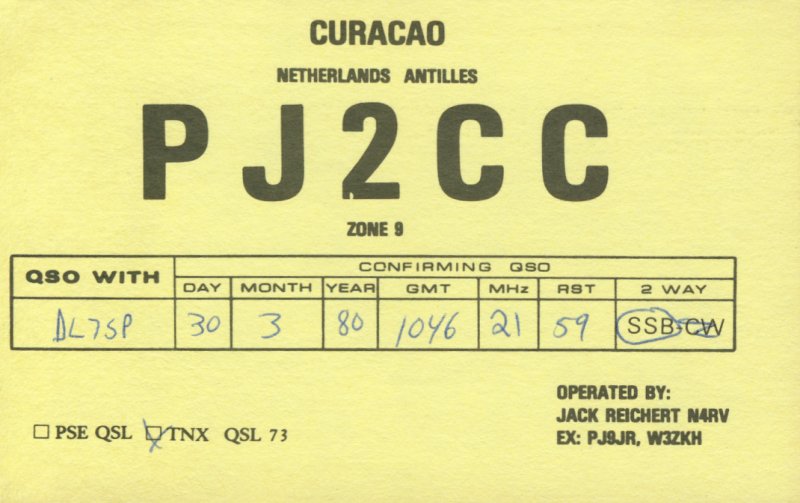 CURACAO
NETHERLANDS ANTILLES
PJ2CC
ZONE 9
QSO WITH
CONFIRMING QSO
DAY MONTH YEAR GMT MHz RST 2 WAY
DL7SP 30 3 80 1046 21 59 SSB-CW
OPERATED BY:
JACK REICHERT N4RV
EX: PJ9JR, W3ZKH
☐ PSE QSL ☑ TNX QSL 73